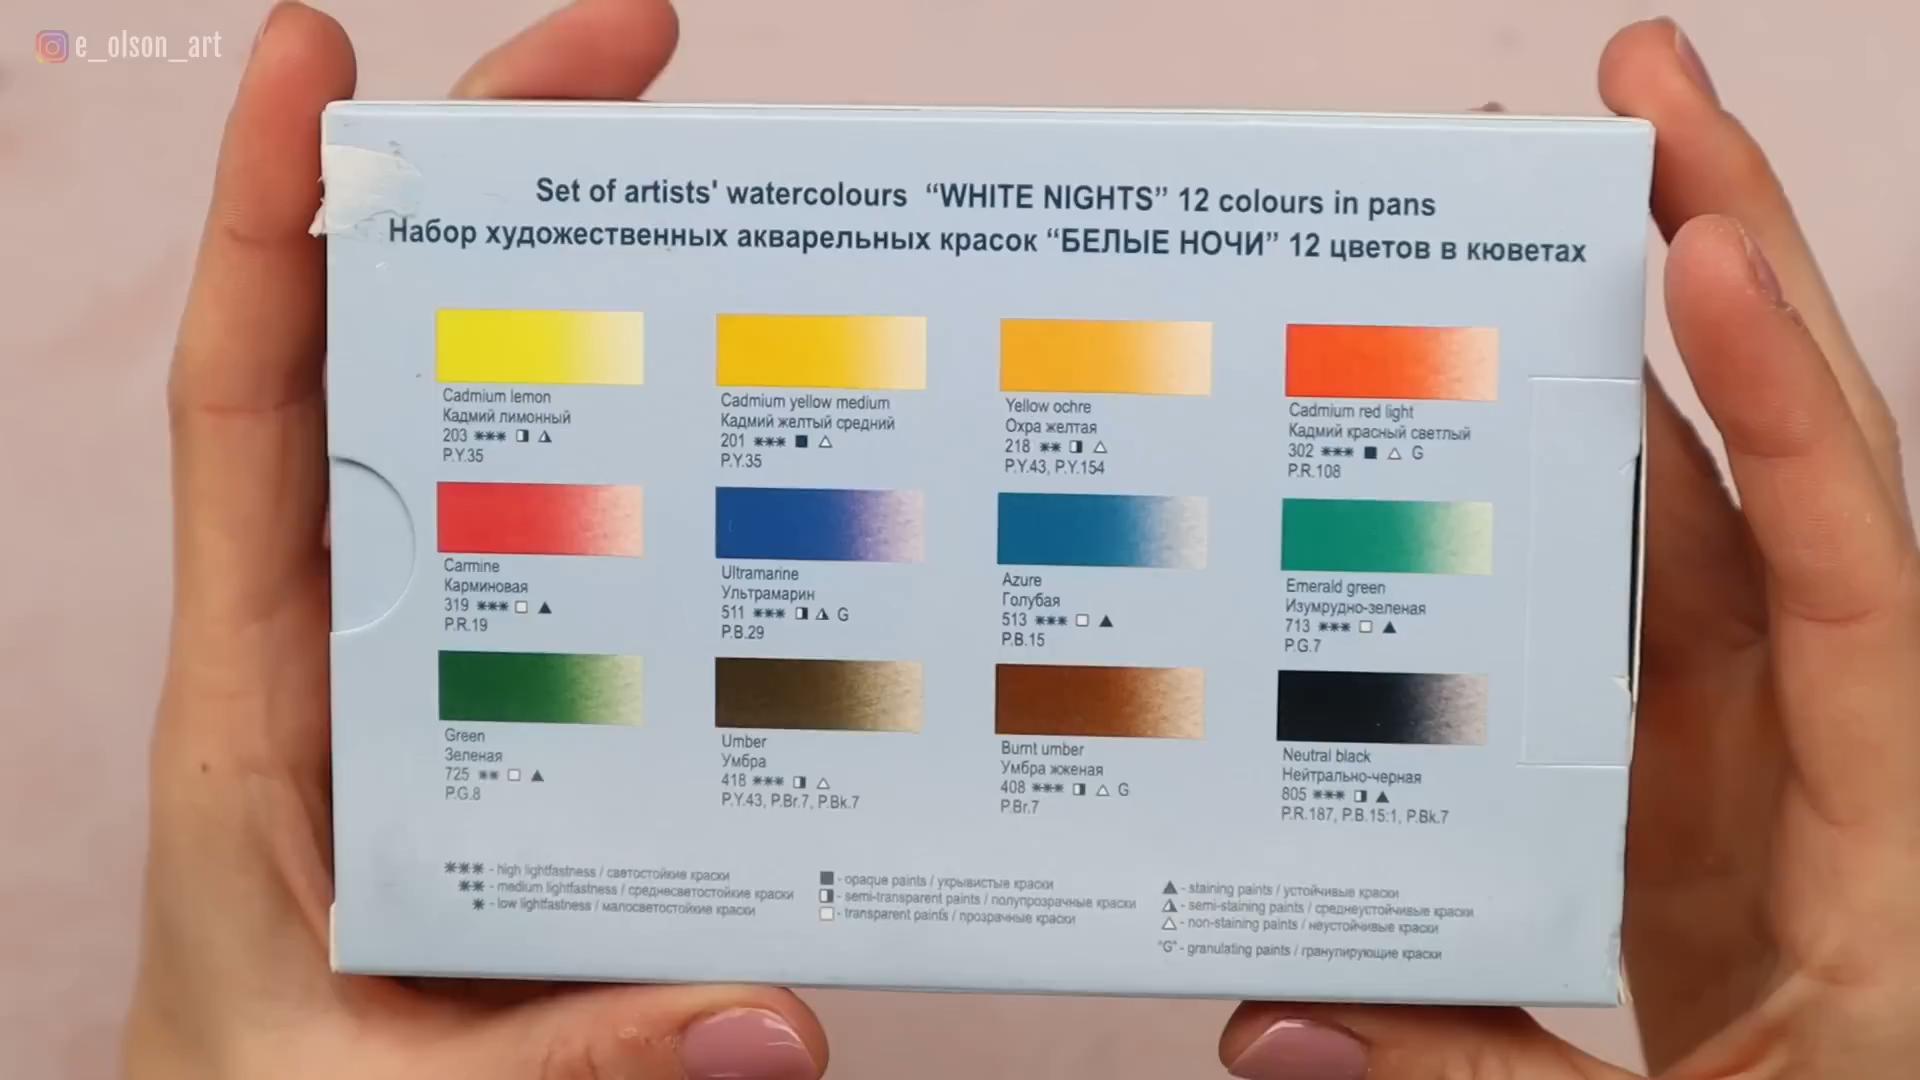 e_olson_art
Set of artists' watercolours “WHITE NIGHTS” 12 colours in pans
Набор художественных акварельных красок “БЕЛЫЕ НОЧИ” 12 цветов в кюветах
Cadmium lemon
Кадмий лимонный
203 ✱✱✱ ◨ ◮
P.Y.35
Cadmium yellow medium
Кадмий желтый средний
201 ✱✱✱ ■ △
P.Y.35
Yellow ochre
Охра желтая
218 ✱✱ ◨ △
P.Y.43, P.Y.154
Cadmium red light
Кадмий красный светлый
302 ✱✱✱ ■ △ G
P.R.108
Carmine
Карминовая
319 ✱✱✱ □ ▲
P.R.19
Ultramarine
Ультрамарин
511 ✱✱✱ ◨ ◮ G
P.B.29
Azure
Голубая
513 ✱✱✱ □ ▲
P.B.15
Emerald green
Изумрудно-зеленая
713 ✱✱✱ □ ▲
P.G.7
Green
Зеленая
725 ✱✱ □ ▲
P.G.8
Umber
Умбра
418 ✱✱✱ ◨ △
P.Y.43, P.Br.7, P.Bk.7
Burnt umber
Умбра жженая
408 ✱✱✱ ◨ △ G
P.Br.7
Neutral black
Нейтрально-черная
805 ✱✱✱ ◨ ▲
P.R.187, P.B.15:1, P.Bk.7
✱✱✱ - high lightfastness / светостойкие краски
✱✱ - medium lightfastness / среднесветостойкие краски
✱ - low lightfastness / малосветостойкие краски
■ - opaque paints / укрывистые краски
◨ - semi-transparent paints / полупрозрачные краски
□ - transparent paints / прозрачные краски
▲ - staining paints / устойчивые краски
◮ - semi-staining paints / среднеустойчивые краски
△ - non-staining paints / неустойчивые краски
"G" - granulating paints / гранулирующие краски